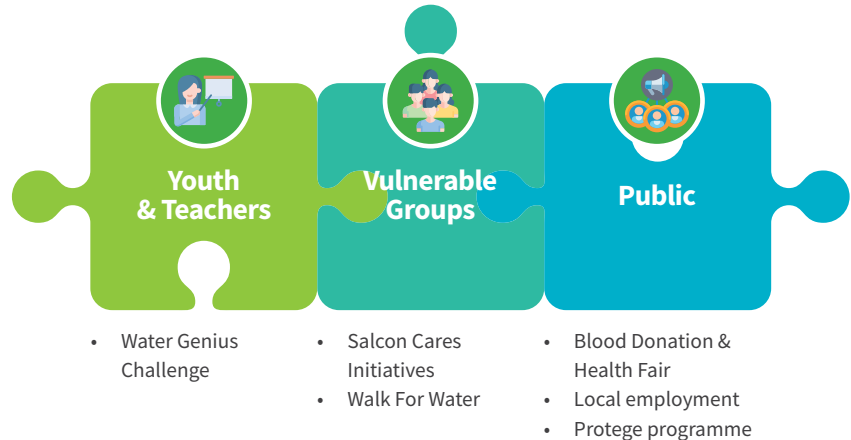 Youth
& Teachers
Vulnerable
Groups
Public
• Water Genius
Challenge
• Salcon Cares
Initiatives
• Walk For Water
• Blood Donation &
Health Fair
• Local employment
• Protege programme